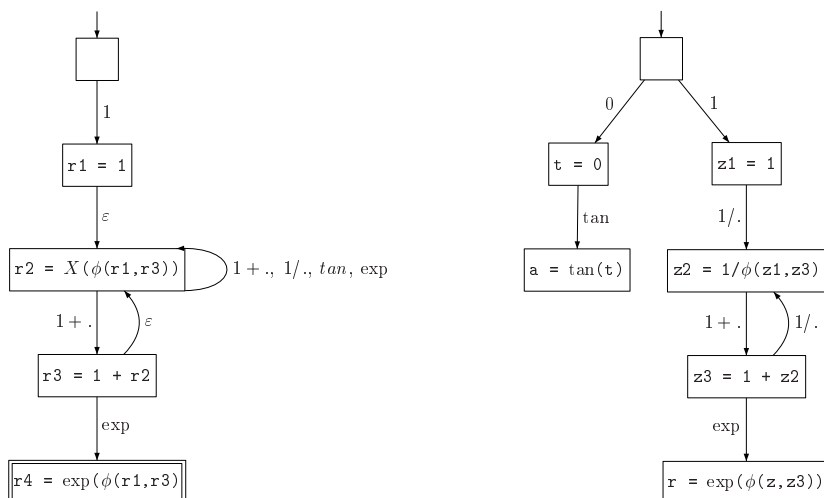 1
r1 = 1
ε
r2 = X(ϕ(r1,r3))
1 + ., 1/., tan, exp
1 + .
ε
r3 = 1 + r2
exp
r4 = exp(ϕ(r1,r3)
0
1
t = 0
z1 = 1
tan
1/.
a = tan(t)
z2 = 1/ϕ(z1,z3)
1 + .
1/.
z3 = 1 + z2
exp
r = exp(ϕ(z,z3))